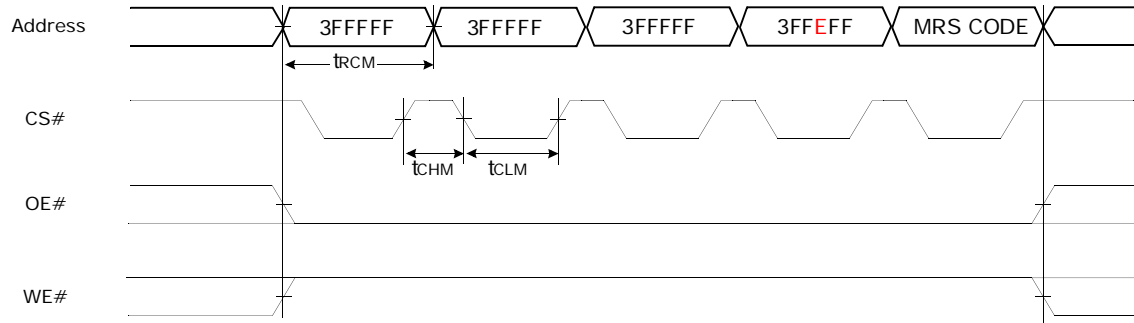 Address 3FFFFF 3FFFFF 3FFFFF 3FFEFF MRS CODE
tRCM
CS#
tCHM tCLM
OE#
WE#